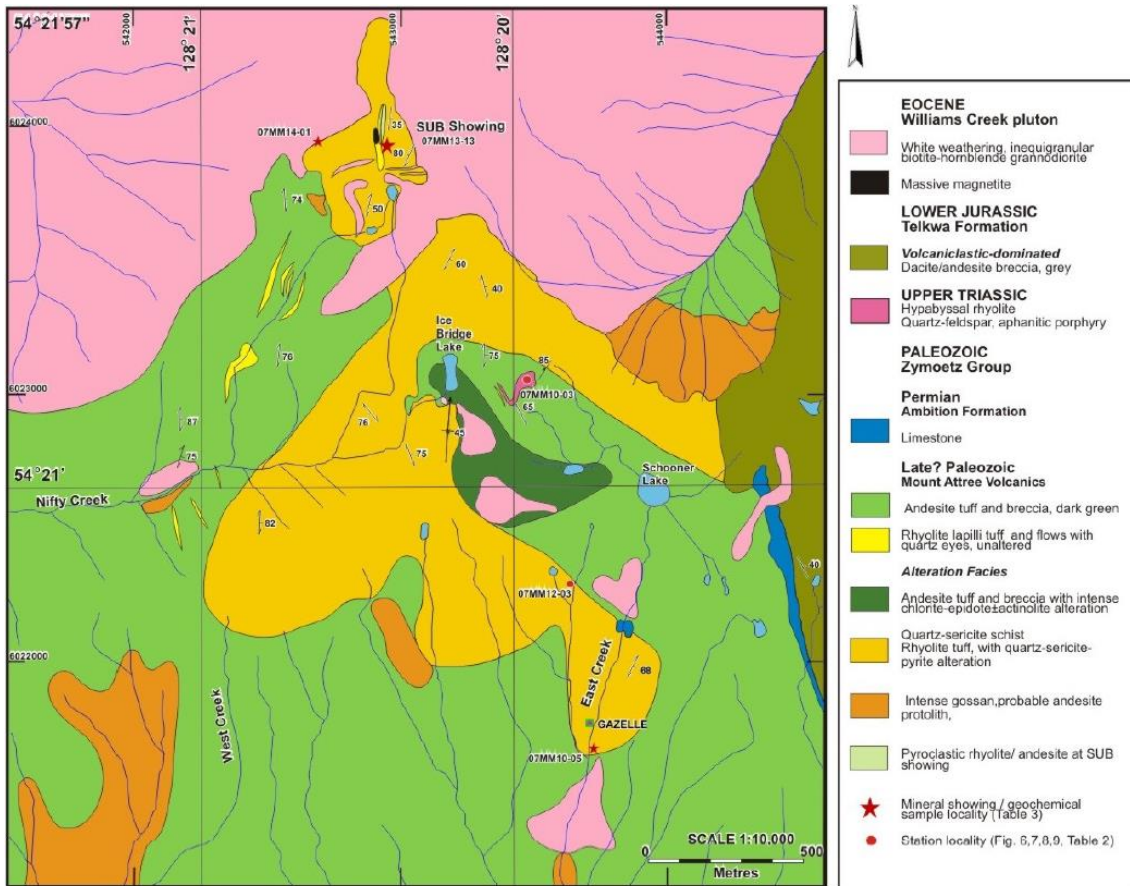 54°21'57"
542000
128°21'
543000
128°20'
544000
6024000
07MM14-01
35
SUB Showing
07MM13-13
80
74
50
60
40
Ice
Bridge
Lake
76
75
85
6023000
07MM10-03
65
87
76
45
75
75
54°21'
Nifty Creek
Schooner
Lake
82
40
07MM12-03
6022000
East Creek
68
West Creek
GAZELLE
07MM10-05
SCALE 1:10,000
0
500
Metres
EOCENE
Williams Creek pluton
White weathering, inequigranular
biotite-hornblende grannodiorite
Massive magnetite
LOWER JURASSIC
Telkwa Formation
Volcaniclastic-dominated
Dacite/andesite breccia, grey
UPPER TRIASSIC
Hypabyssal rhyolite
Quartz-feldspar, aphanitic porphyry
PALEOZOIC
Zymoetz Group
Permian
Ambition Formation
Limestone
Late? Paleozoic
Mount Attree Volcanics
Andesite tuff and breccia, dark green
Rhyolite lapilli tuff and flows with
quartz eyes, unaltered
Alteration Facies
Andesite tuff and breccia with intense
chlorite-epidote±actinolite alteration
Quartz-sericite schist
Rhyolite tuff, with quartz-sericite-
pyrite alteration
Intense gossan,probable andesite
protolith,
Pyroclastic rhyolite/ andesite at SUB
showing
Mineral showing / geochemical
sample locality (Table 3)
Station locality (Fig. 6,7,8,9, Table 2)